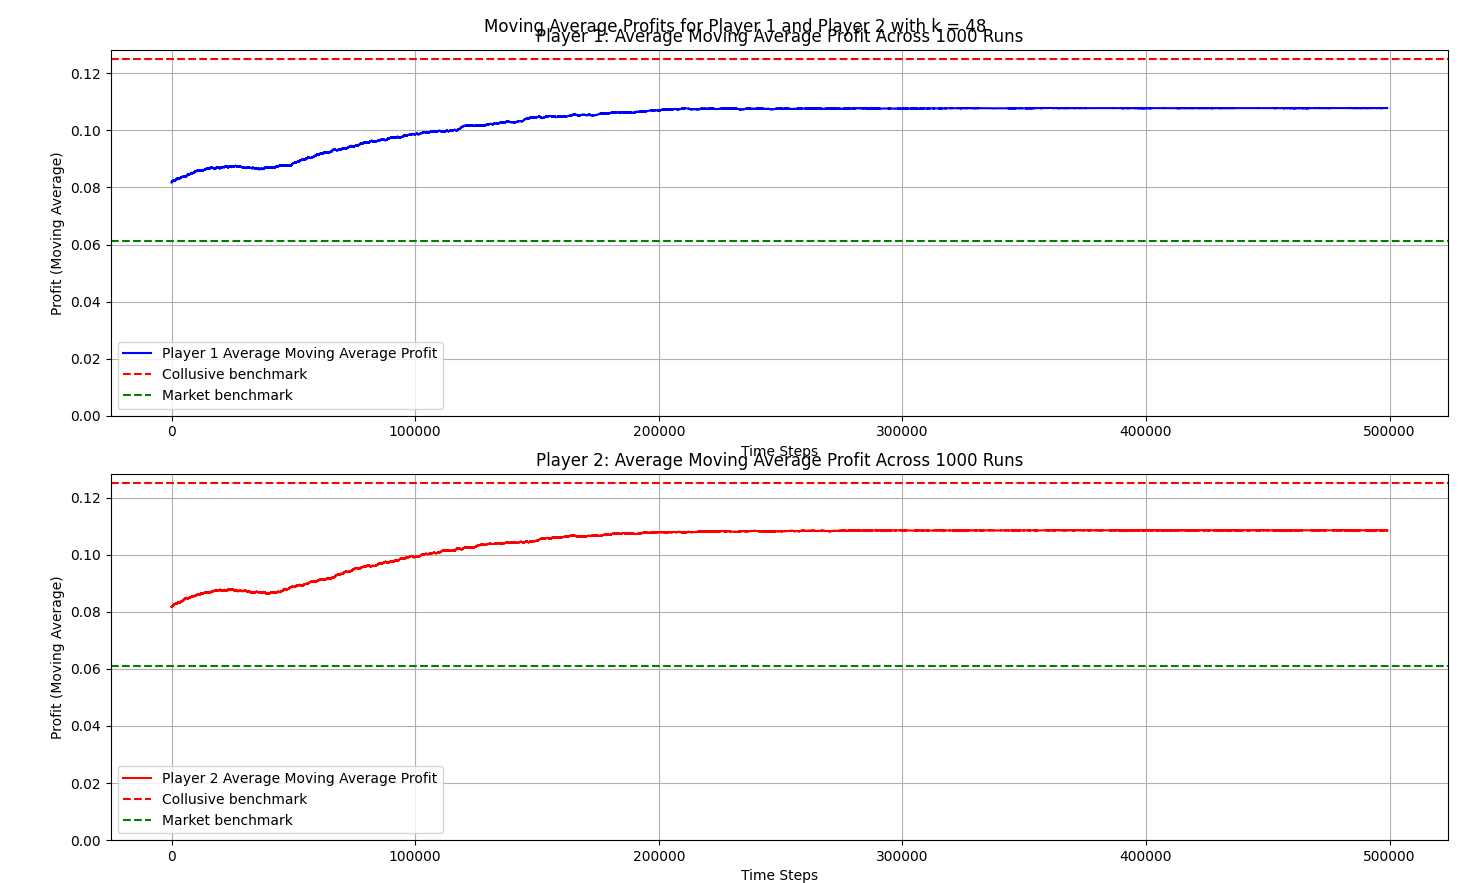 Moving Average Profits for Player 1 and Player 2 with k = 48
Player 1: Average Moving Average Profit Across 1000 Runs
Profit (Moving Average)
0.12
0.10
0.08
0.06
0.04
0.02
0.00
Player 1 Average Moving Average Profit
Collusive benchmark
Market benchmark
0
100000
200000
300000
400000
500000
Time Steps
Player 2: Average Moving Average Profit Across 1000 Runs
Profit (Moving Average)
0.12
0.10
0.08
0.06
0.04
0.02
0.00
Player 2 Average Moving Average Profit
Collusive benchmark
Market benchmark
0
100000
200000
300000
400000
500000
Time Steps